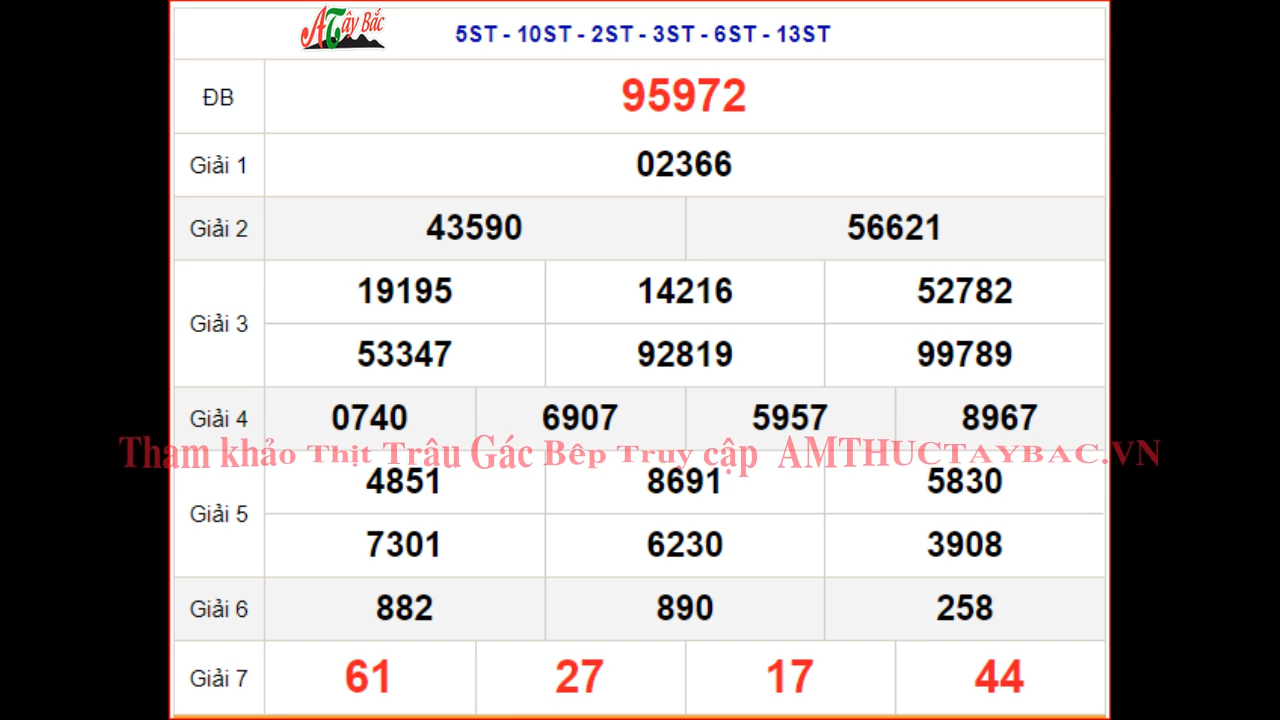 ATây Bắc
5ST - 10ST - 2ST - 3ST - 6ST - 13ST
ĐB 95972
Giải 1 02366
Giải 2 43590 56621
Giải 3 19195 14216 52782
53347 92819 99789
Giải 4 0740 6907 5957 8967
Tham khảo Thịt Trâu Gác Bêp Truy cập AMTHUCTAYBAC.VN
Giải 5 4851 8691 5830
7301 6230 3908
Giải 6 882 890 258
Giải 7 61 27 17 44